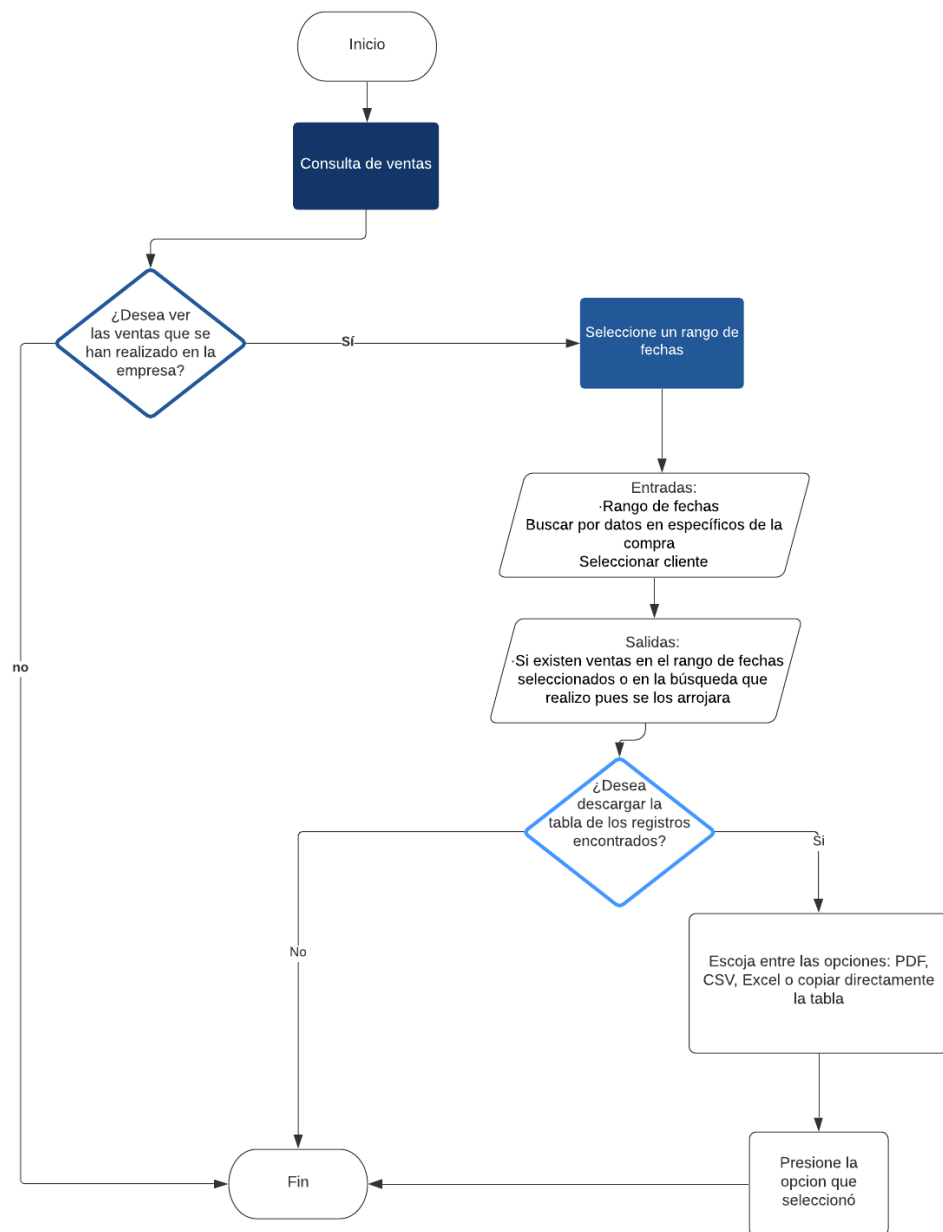 Inicio
Consulta de ventas
¿Desea ver
las ventas que se
han realizado en la
empresa?
Sí
Seleccione un rango de
fechas
Entradas:
·Rango de fechas
Buscar por datos en específicos de la
compra
Seleccionar cliente
no
Salidas:
·Si existen ventas en el rango de fechas
seleccionados o en la búsqueda que
realizo pues se los arrojara
¿Desea
descargar la
tabla de los registros
encontrados?
Si
No
Escoja entre las opciones: PDF,
CSV, Excel o copiar directamente
la tabla
Presione la
opcion que
seleccionó
Fin